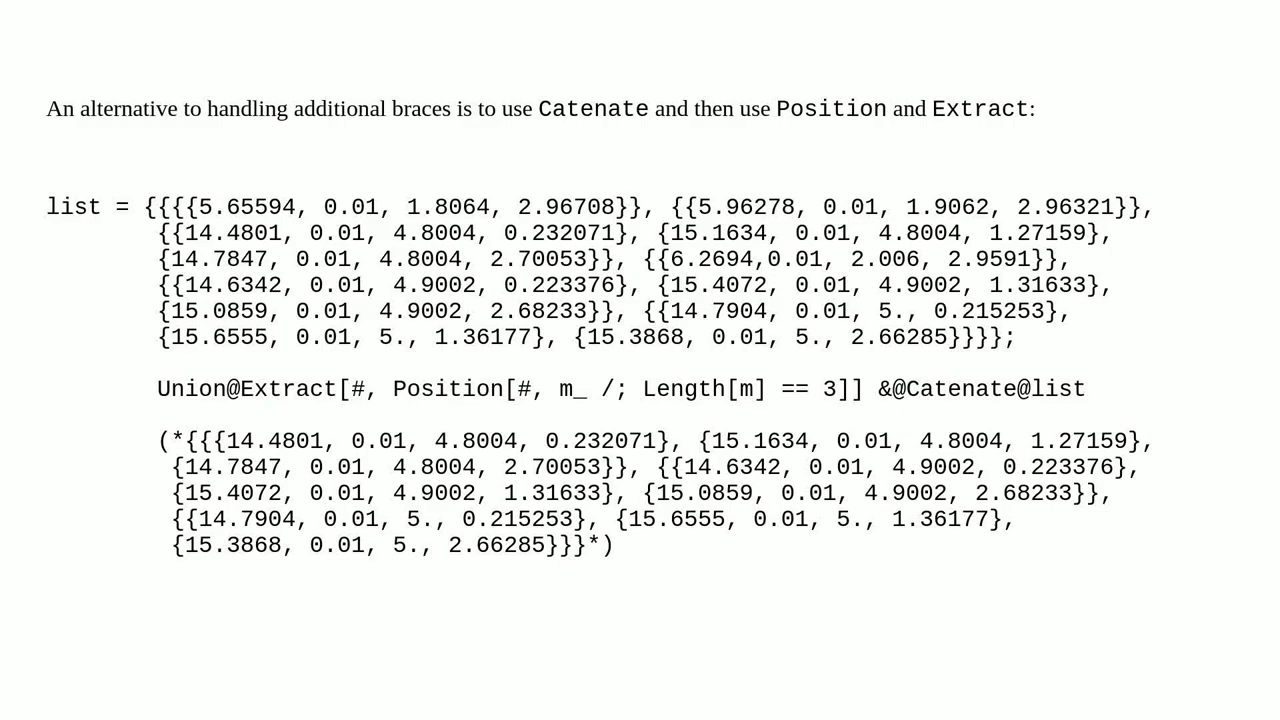 An alternative to handling additional braces is to use Catenate and then use Position and Extract:
list = {{{{5.65594, 0.01, 1.8064, 2.96708}}, {{5.96278, 0.01, 1.9062, 2.96321}},
{{14.4801, 0.01, 4.8004, 0.232071}, {15.1634, 0.01, 4.8004, 1.27159},
{14.7847, 0.01, 4.8004, 2.70053}}, {{6.2694,0.01, 2.006, 2.9591}},
{{14.6342, 0.01, 4.9002, 0.223376}, {15.4072, 0.01, 4.9002, 1.31633},
{15.0859, 0.01, 4.9002, 2.68233}}, {{14.7904, 0.01, 5., 0.215253},
{15.6555, 0.01, 5., 1.36177}, {15.3868, 0.01, 5., 2.66285}}}};
Union@Extract[#, Position[#, m_ /; Length[m] == 3]] &@Catenate@list
(*{{{14.4801, 0.01, 4.8004, 0.232071}, {15.1634, 0.01, 4.8004, 1.27159},
{14.7847, 0.01, 4.8004, 2.70053}}, {{14.6342, 0.01, 4.9002, 0.223376},
{15.4072, 0.01, 4.9002, 1.31633}, {15.0859, 0.01, 4.9002, 2.68233}},
{{14.7904, 0.01, 5., 0.215253}, {15.6555, 0.01, 5., 1.36177},
{15.3868, 0.01, 5., 2.66285}}}*)